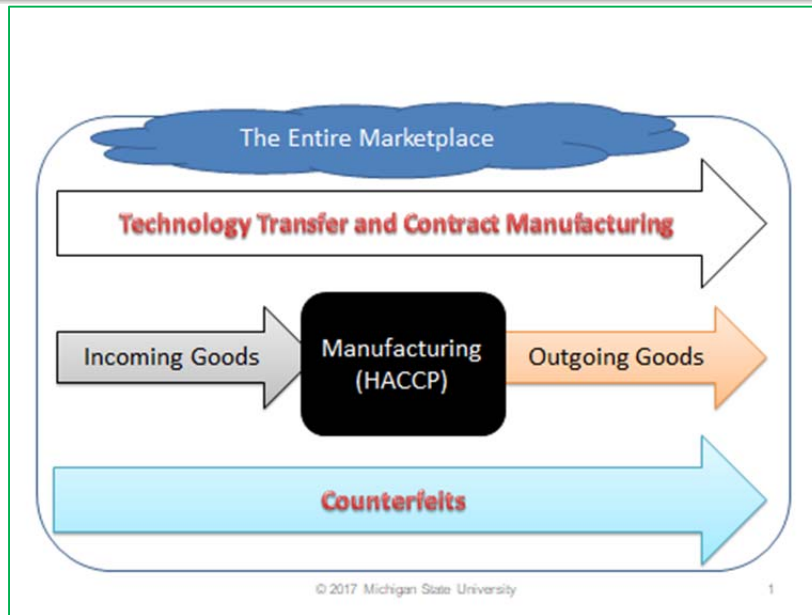 The Entire Marketplace
Technology Transfer and Contract Manufacturing
Incoming Goods
Manufacturing
(HACCP)
Outgoing Goods
Counterfeits
© 2017 Michigan State University
1